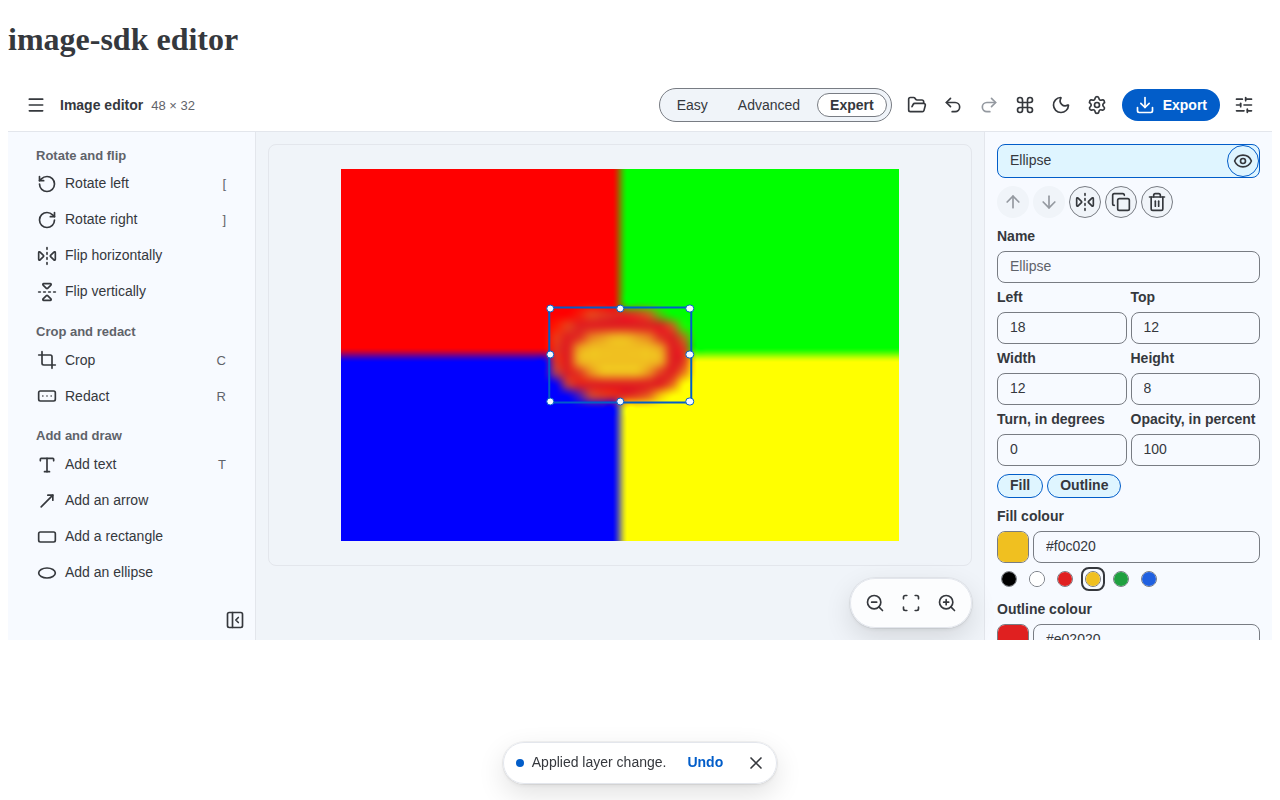 image-sdk editor
Image editor 48 × 32
Easy Advanced Expert
Export
Rotate and flip
Rotate left [
Rotate right ]
Flip horizontally
Flip vertically
Crop and redact
Crop C
Redact R
Add and draw
Add text T
Add an arrow
Add a rectangle
Add an ellipse
Ellipse
Name
Ellipse
Left Top
18 12
Width Height
12 8
Turn, in degrees Opacity, in percent
0 100
Fill Outline
Fill colour
#f0c020
Outline colour
#e02020
Applied layer change. Undo